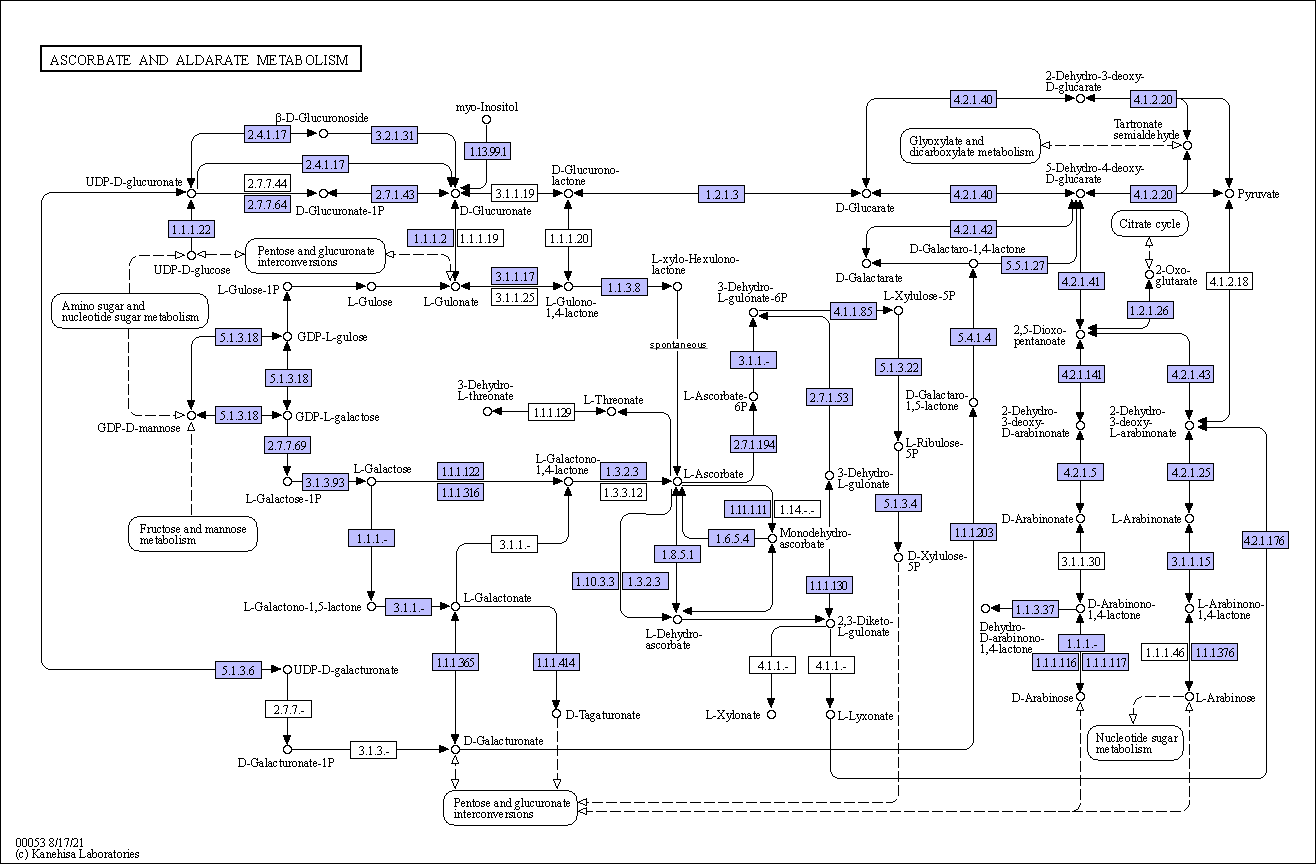 ASCORBATE AND ALDARATE METABOLISM
2-Dehydro-3-deoxy-
D-glucarate
4.2.1.40
4.1.2.20
myo-Inositol
β-D-Glucuronoside
2.4.1.17
3.2.1.31
1.13.99.1
Tartronate
semialdehyde
Glyoxylate and
dicarboxylate metabolism
2.4.1.17
UDP-D-glucuronate
2.7.7.44
2.7.7.64
2.7.1.43
D-Glucuronate-1P
D-Glucuronate
3.1.1.19
D-Glucurono-
lactone
1.2.1.3
D-Glucarate
4.2.1.40
5-Dehydro-4-deoxy-
D-glucarate
4.1.2.20
Pyruvate
1.1.1.22
1.1.1.2
1.1.1.19
1.1.1.20
4.2.1.42
Citrate cycle
UDP-D-glucose
Pentose and glucuronate
interconversions
D-Galactaro-1,4-lactone
D-Galactarate
5.5.1.27
L-xylo-Hexulono-
lactone
2-Oxo-
glutarate
4.2.1.41
4.1.2.18
L-Gulose-1P
L-Gulose
L-Gulonate
3.1.1.17
3.1.1.25
L-Gulono-
1,4-lactone
1.1.3.8
3-Dehydro-
L-gulonate-6P
L-Xylulose-5P
4.1.1.85
1.2.1.26
Amino sugar and
nucleotide sugar metabolism
5.1.3.18
GDP-L-gulose
spontaneous
5.4.1.4
2,5-Dioxo-
pentanoate
3.1.1.-
5.1.3.22
5.1.3.18
4.2.1.141
4.2.1.43
3-Dehydro-
L-threonate
L-Threonate
1.1.1.129
L-Ascorbate-
6P
2.7.1.53
D-Galactaro-
1,5-lactone
GDP-D-mannose
5.1.3.18
GDP-L-galactose
2-Dehydro-
3-deoxy-
D-arabinonate
2-Dehydro-
3-deoxy-
L-arabinonate
2.7.7.69
2.7.1.194
L-Ribulose-
5P
L-Galactose-1P
3.1.3.93
L-Galactose
1.1.1.122
1.1.1.316
L-Galactono-
1,4-lactone
1.3.2.3
1.3.3.12
L-Ascorbate
3-Dehydro-
L-gulonate
4.2.1.5
4.2.1.25
5.1.3.4
1.11.1.11
1.14.-.-
Fructose and mannose
metabolism
1.1.1.-
3.1.1.-
1.8.5.1
1.6.5.4
Monodehydro-
ascorbate
D-Xylulose-
5P
1.1.1.203
D-Arabinonate
L-Arabinonate
4.2.1.176
3.1.1.30
3.1.1.15
1.10.3.3
1.3.2.3
1.1.1.130
L-Galactono-1,5-lactone
3.1.1.-
L-Galactonate
L-Dehydro-
ascorbate
2,3-Diketo-
L-gulonate
Dehydro-
D-arabinono-
1,4-lactone
1.1.3.37
D-Arabinono-
1,4-lactone
L-Arabinono-
1,4-lactone
1.1.1.-
1.1.1.116
1.1.1.117
1.1.1.46
1.1.1.376
5.1.3.6
UDP-D-galacturonate
1.1.1.365
1.1.1.414
4.1.1.-
4.1.1.-
2.7.7.-
D-Tagaturonate
L-Xylonate
L-Lyxonate
D-Arabinose
L-Arabinose
D-Galacturonate-1P
3.1.3.-
D-Galacturonate
Nucleotide sugar
metabolism
Pentose and glucuronate
interconversions
00053 8/17/21
(c) Kanehisa Laboratories